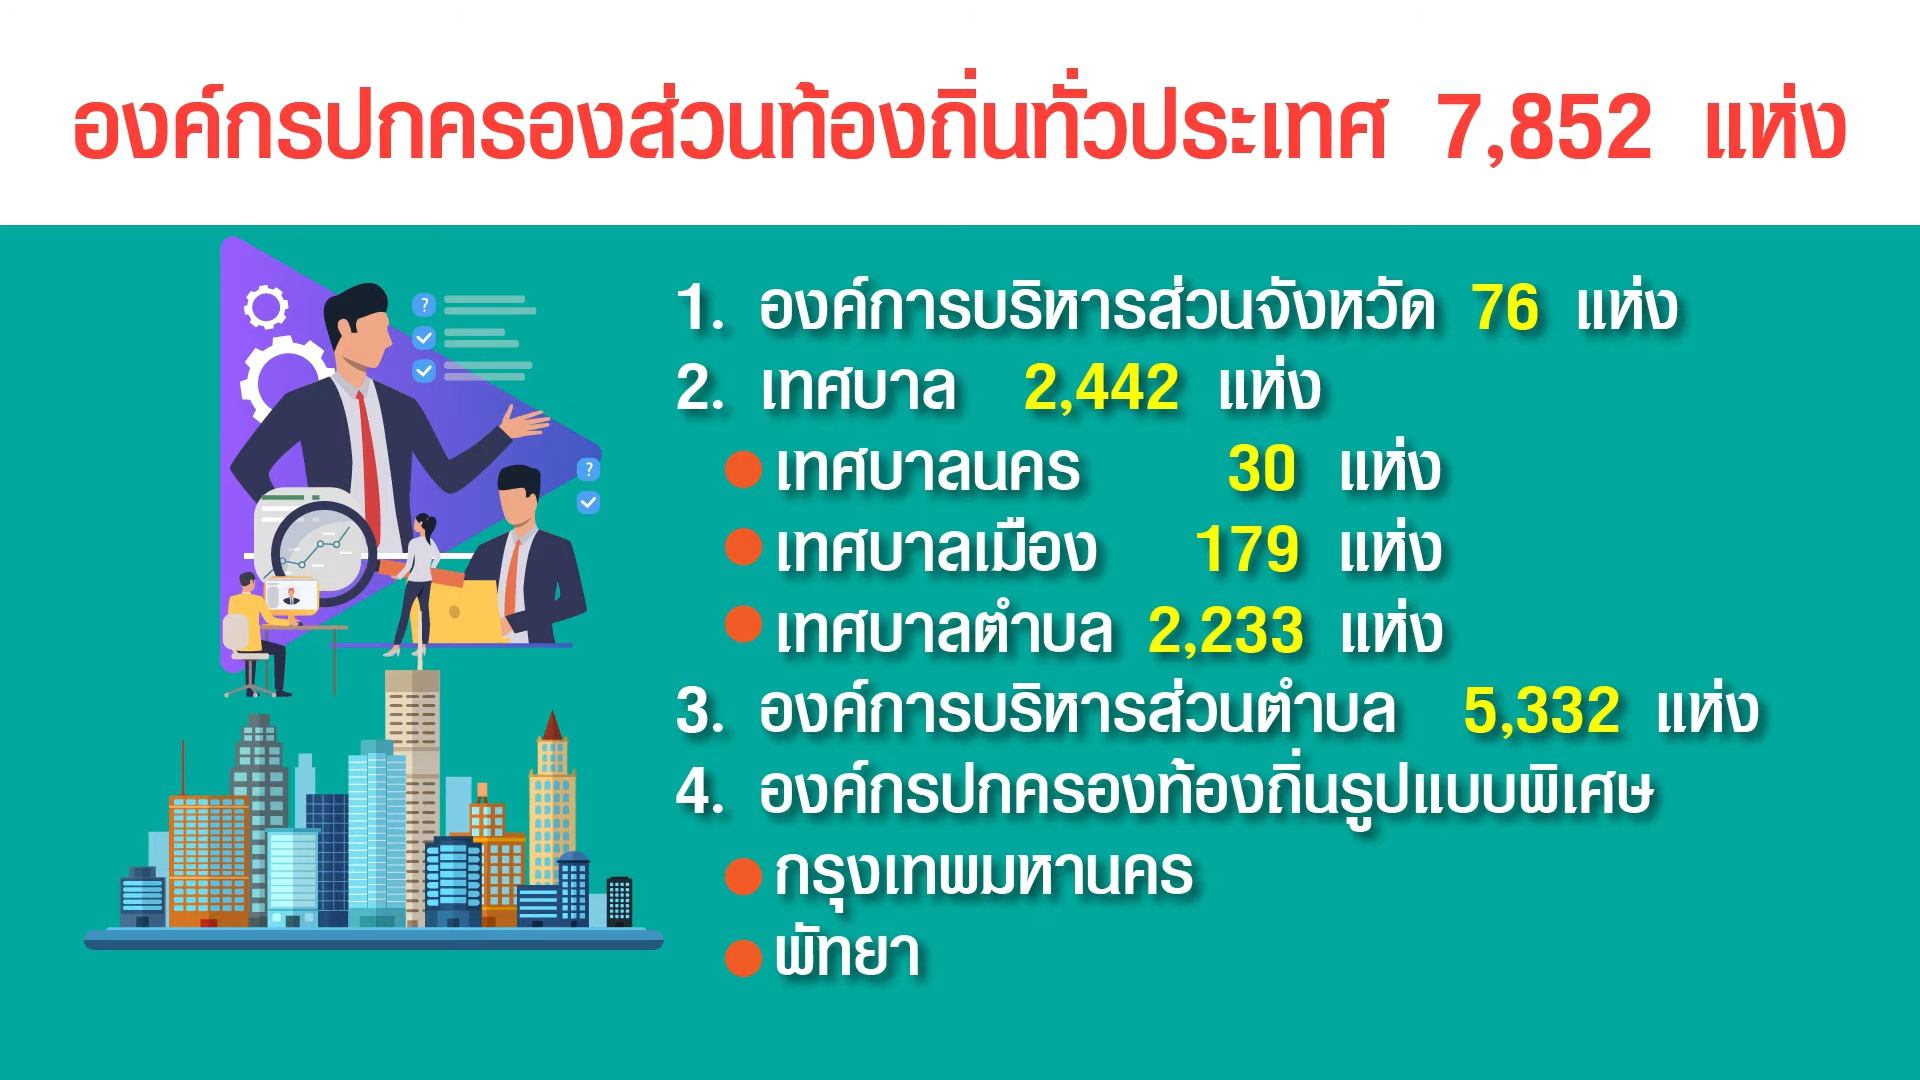 องค์กรปกครองส่วนท้องถิ่นทั่วประเทศ 7,852 แห่ง
1. องค์การบริหารส่วนจังหวัด 76 แห่ง
2. เทศบาล 2,442 แห่ง
เทศบาลนคร 30 แห่ง
เทศบาลเมือง 179 แห่ง
เทศบาลตำบล 2,233 แห่ง
3. องค์การบริหารส่วนตำบล 5,332 แห่ง
4. องค์กรปกครองท้องถิ่นรูปแบบพิเศษ
กรุงเทพมหานคร
พัทยา